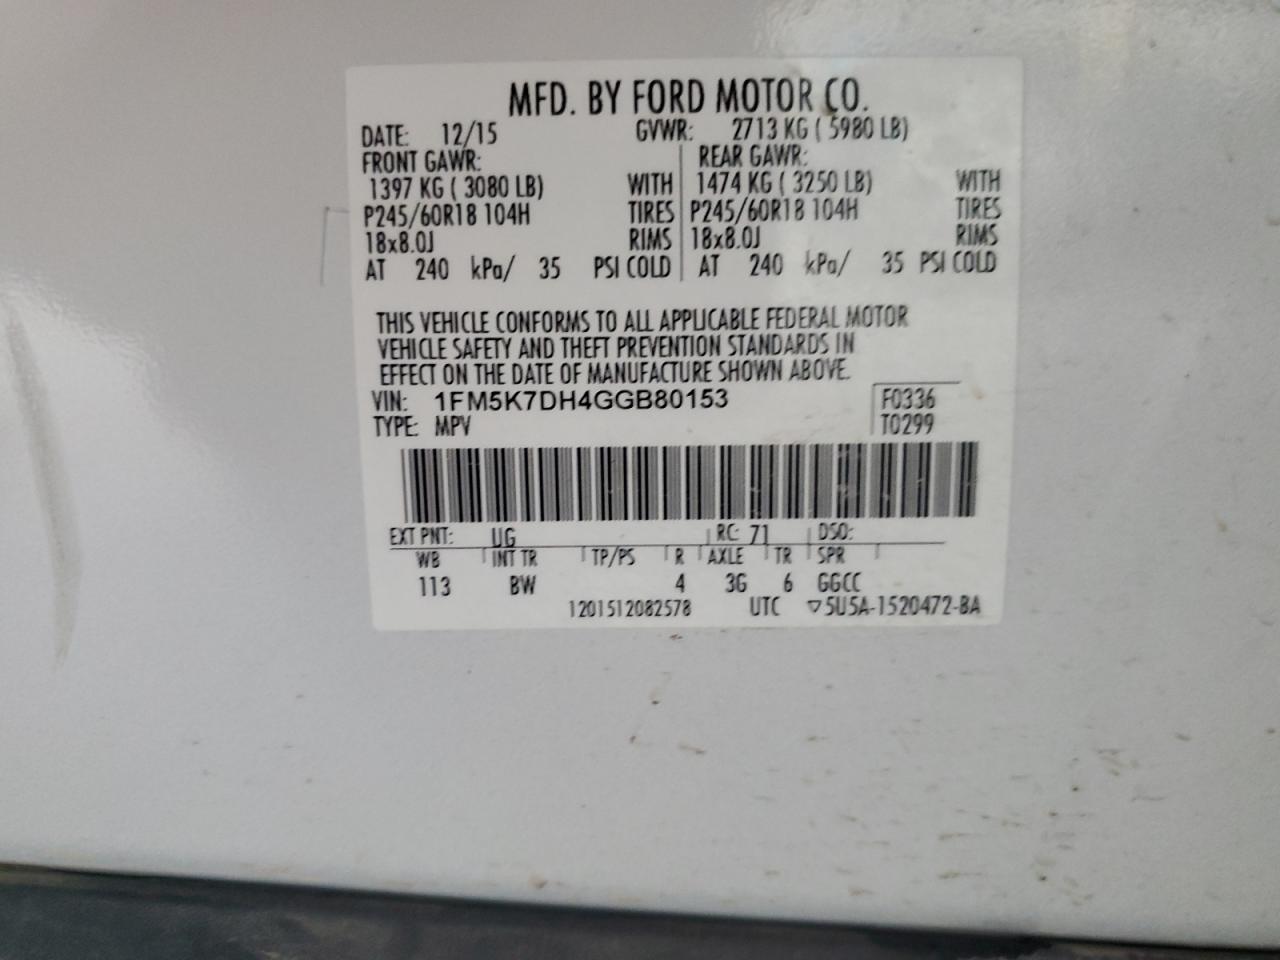 MFD. BY FORD MOTOR CO.
DATE: 12/15 GVWR: 2713 KG ( 5980 LB)
FRONT GAWR: REAR GAWR:
1397 KG ( 3080 LB) WITH 1474 KG ( 3250 LB) WITH
P245/60R18 104H TIRES P245/60R18 104H TIRES
18x8.0J RIMS 18x8.0J RIMS
AT 240 kPa/ 35 PSI COLD AT 240 kPa/ 35 PSI COLD
THIS VEHICLE CONFORMS TO ALL APPLICABLE FEDERAL MOTOR
VEHICLE SAFETY AND THEFT PREVENTION STANDARDS IN
EFFECT ON THE DATE OF MANUFACTURE SHOWN ABOVE.
VIN: 1FM5K7DH4GGB80153 F0336
TYPE: MPV T0299
EXT PNT: UG RC: 71 DSO:
WB INT TR TP/PS R AXLE TR SPR
113 BW 4 3G 6 GGCC
1201512082578 UTC ▽5U5A-1520472-BA